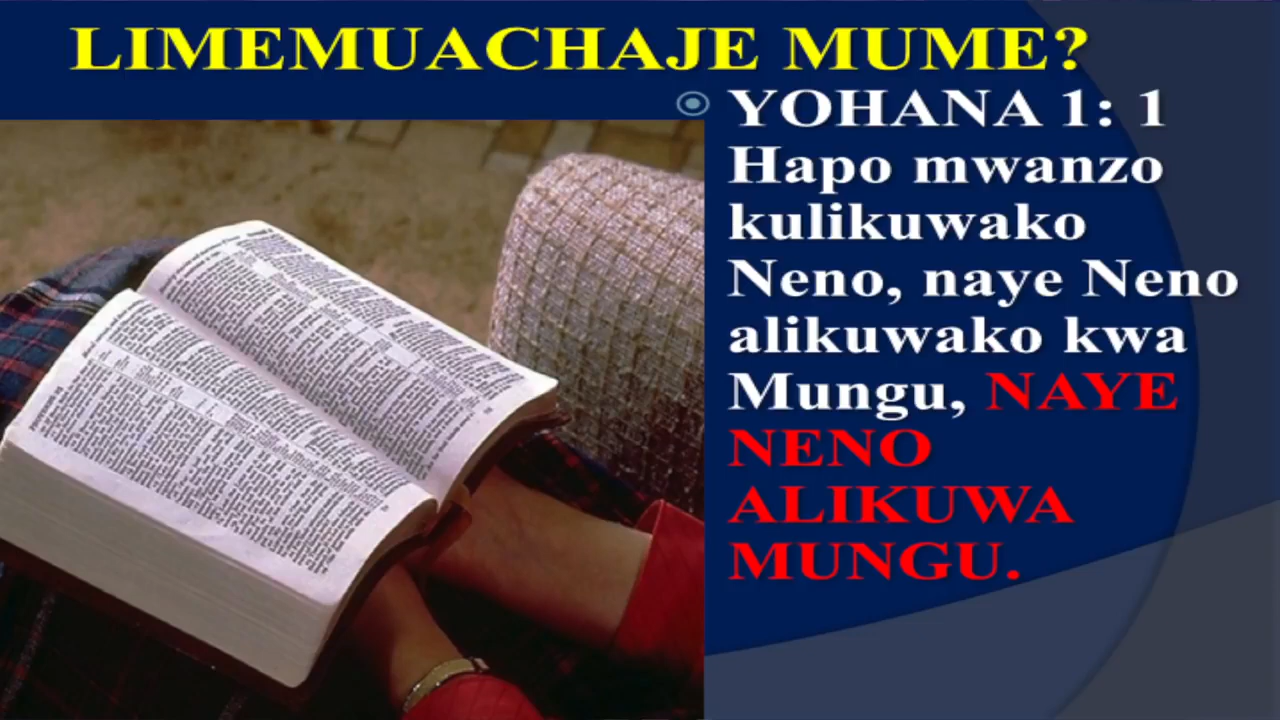 LIMEMUACHAJE MUME?
YOHANA 1: 1
Hapo mwanzo
kulikuwako
Neno, naye Neno
alikuwako kwa
Mungu, NAYE
NENO
ALIKUWA
MUNGU.